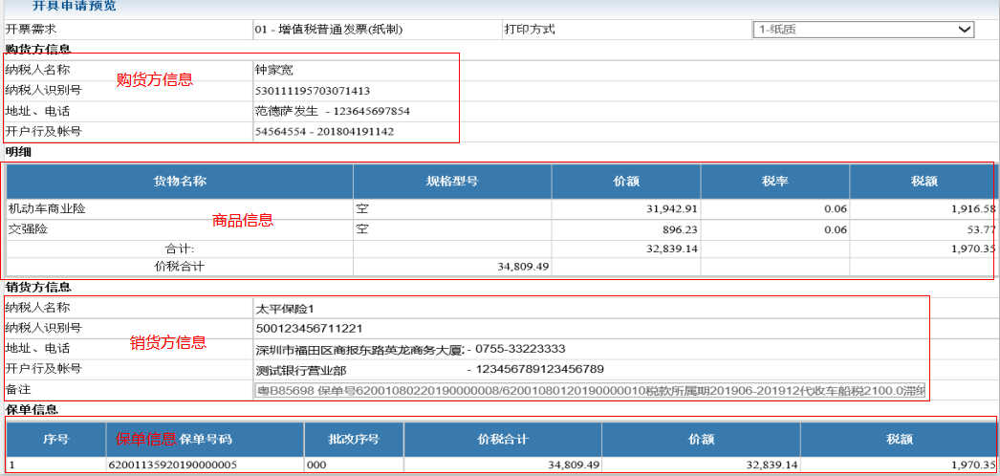 开具申请预览
开票需求 01 - 增值税普通发票(纸制) 打印方式 1-纸质
购货方信息
纳税人名称 钟家宽
购货方信息
纳税人识别号 530111195703071413
地址、电话 范德萨发生 - 123645697854
开户行及帐号 54564554 - 201804191142
明细
货物名称 规格型号 价额 税率 税额
机动车商业险 空 31,942.91 0.06 1,916.58
商品信息
交强险 空 896.23 0.06 53.77
合计: 32,839.14 1,970.35
价税合计 34,809.49
销货方信息
纳税人名称 太平保险1
纳税人识别号 500123456711221
销货方信息
地址、电话 深圳市福田区商报东路英龙商务大厦; - 0755-33223333
开户行及帐号 测试银行营业部 - 123456789123456789
备注 粤B85698 保单号62001080220190000008/62001080120190000010税款所属期201906-201912代收车船税2100.0滞纳
保单信息
序号 保单信息 保单号码 批改序号 价税合计 价额 税额
1 62001135920190000005 000 34,809.49 32,839.14 1,970.35